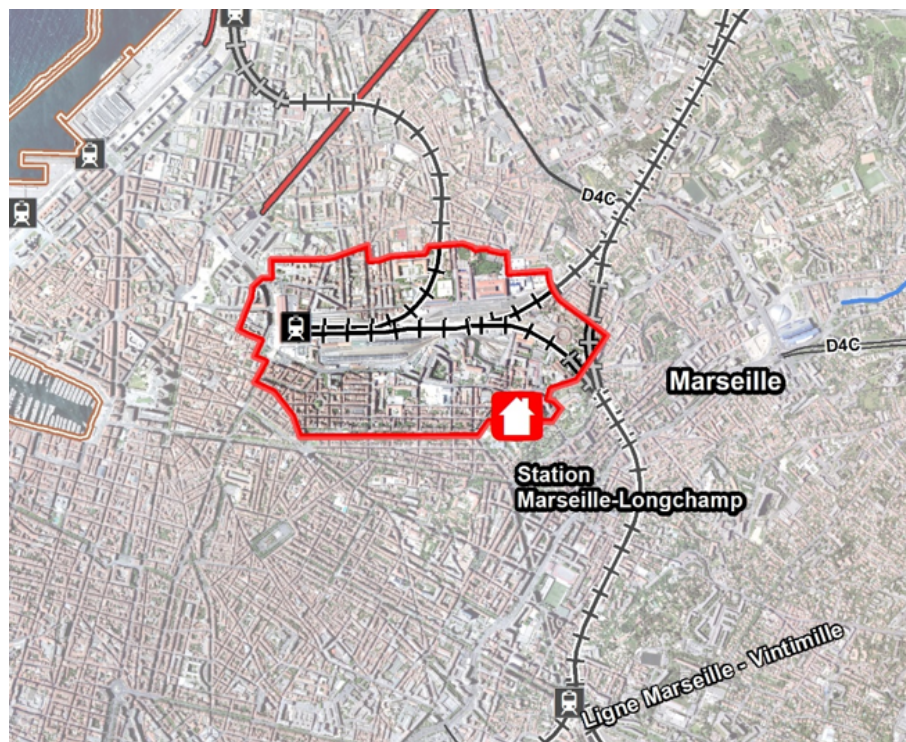 D4C
D4C
Marseille
Station
Marseille-Longchamp
Ligne Marseille - Vintimille